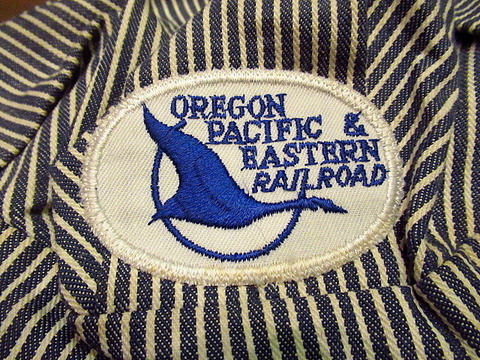 OREGON
PACIFIC &
EASTERN
RAILROAD